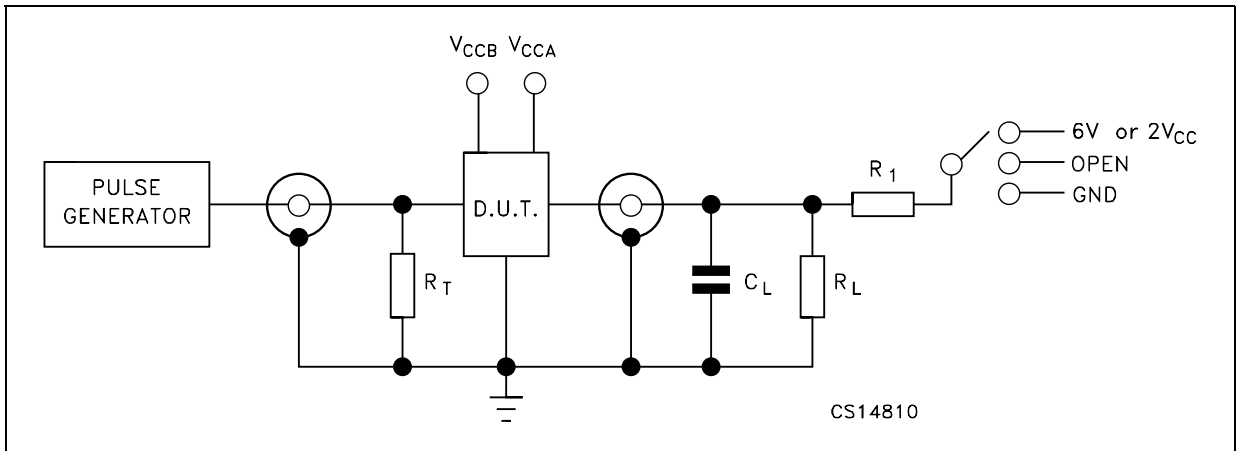 VCCB VCCA
6V or 2VCC
OPEN
GND
PULSE
GENERATOR
D.U.T.
R1
RT
CL
RL
CS14810